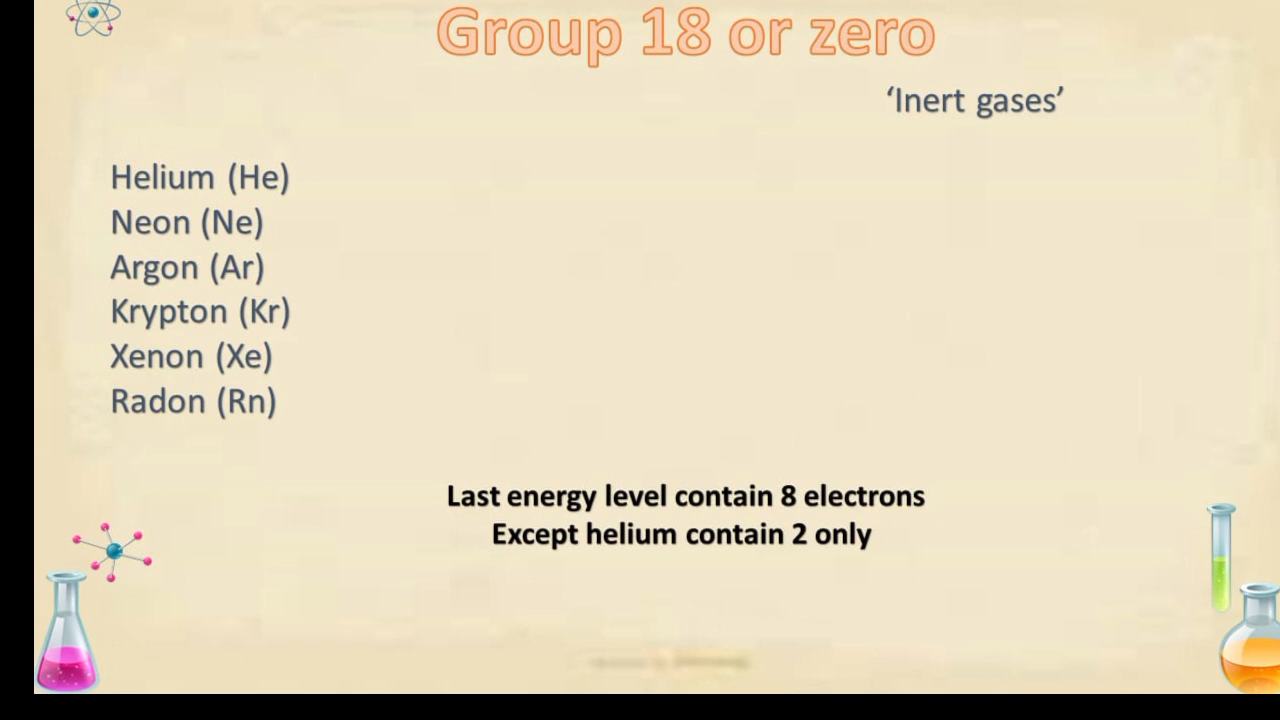 Group 18 or zero
‘Inert gases’
Helium (He)
Neon (Ne)
Argon (Ar)
Krypton (Kr)
Xenon (Xe)
Radon (Rn)
Last energy level contain 8 electrons
Except helium contain 2 only